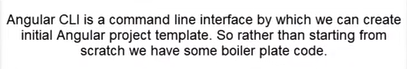 Angular CLI is a command line interface by which we can create
initial Angular project template. So rather than starting from
scratch we have some boiler plate code.